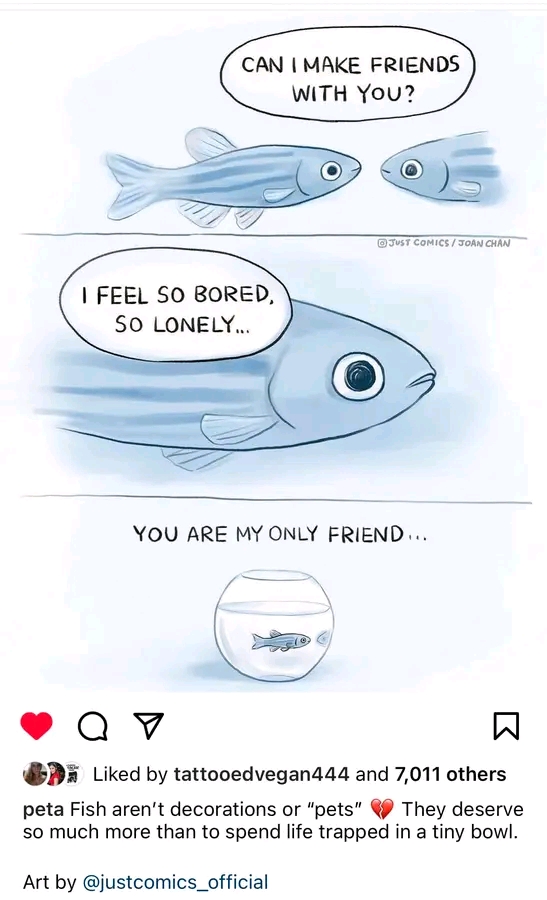 CAN I MAKE FRIENDS
WITH YOU?
@JUST COMICS / JOAN CHAN
I FEEL SO BORED,
SO LONELY...
YOU ARE MY ONLY FRIEND...
Liked by tattooedvegan444 and 7,011 others
peta Fish aren’t decorations or “pets” 💔 They deserve
so much more than to spend life trapped in a tiny bowl.
Art by @justcomics_official